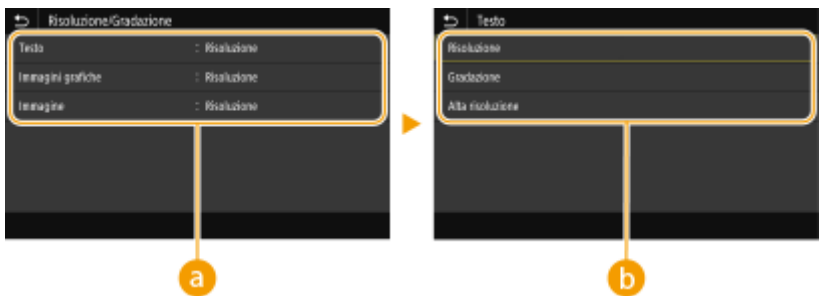 Risoluzione/Gradazione
Testo : Risoluzione
Immagini grafiche : Risoluzione
Immagine : Risoluzione
a
Testo
Risoluzione
Gradazione
Alta risoluzione
b